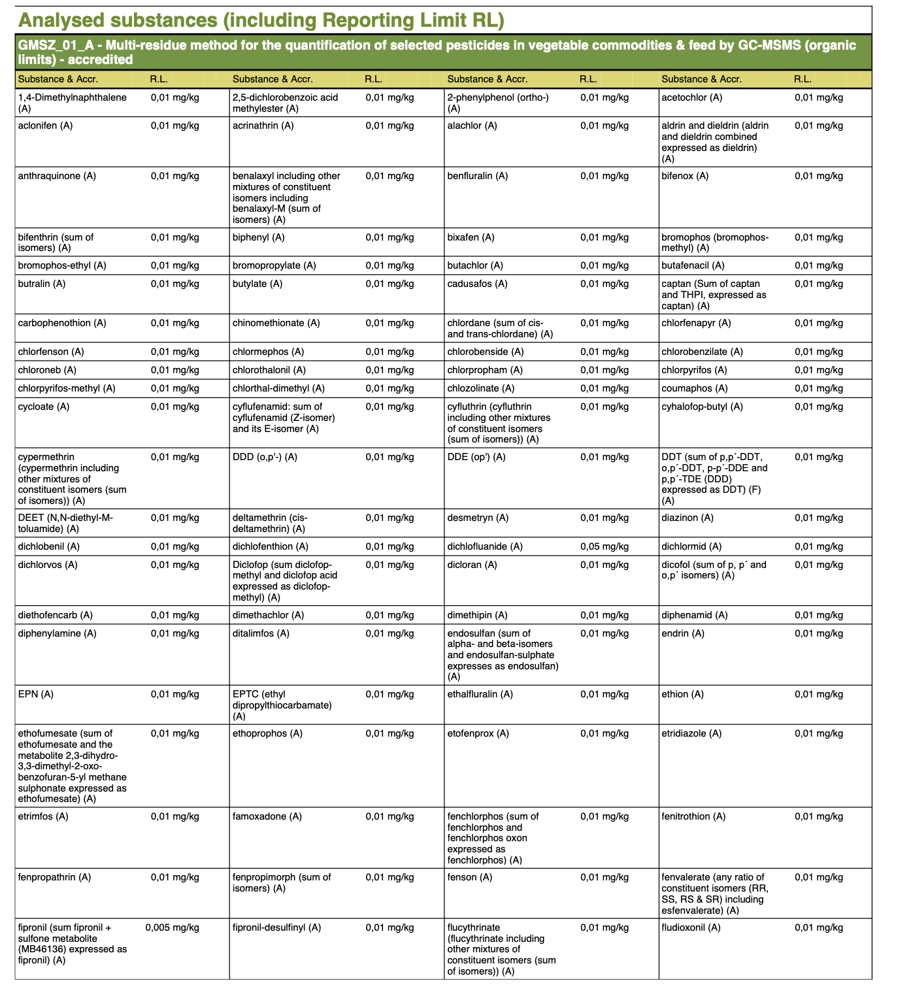 Analysed substances (including Reporting Limit RL)
GMSZ_01_A - Multi-residue method for the quantification of selected pesticides in vegetable commodities & feed by GC-MSMS (organic
limits) - accredited
Substance & Accr. R.L. Substance & Accr. R.L. Substance & Accr. R.L. Substance & Accr. R.L.
1,4-Dimethylnaphthalene 0,01 mg/kg 2,5-dichlorobenzoic acid 0,01 mg/kg 2-phenylphenol (ortho-) 0,01 mg/kg acetochlor (A) 0,01 mg/kg
(A) methylester (A) (A)
aclonifen (A) 0,01 mg/kg acrinathrin (A) 0,01 mg/kg alachlor (A) 0,01 mg/kg aldrin and dieldrin (aldrin 0,01 mg/kg
and dieldrin combined
expressed as dieldrin)
(A)
anthraquinone (A) 0,01 mg/kg benalaxyl including other 0,01 mg/kg benfluralin (A) 0,01 mg/kg bifenox (A) 0,01 mg/kg
mixtures of constituent
isomers including
benalaxyl-M (sum of
isomers) (A)
bifenthrin (sum of 0,01 mg/kg biphenyl (A) 0,01 mg/kg bixafen (A) 0,01 mg/kg bromophos (bromophos- 0,01 mg/kg
isomers) (A) methyl) (A)
bromophos-ethyl (A) 0,01 mg/kg bromopropylate (A) 0,01 mg/kg butachlor (A) 0,01 mg/kg butafenacil (A) 0,01 mg/kg
butralin (A) 0,01 mg/kg butylate (A) 0,01 mg/kg cadusafos (A) 0,01 mg/kg captan (Sum of captan 0,01 mg/kg
and THPI, expressed as
captan) (A)
carbophenothion (A) 0,01 mg/kg chinomethionate (A) 0,01 mg/kg chlordane (sum of cis- 0,01 mg/kg chlorfenapyr (A) 0,01 mg/kg
and trans-chlordane) (A)
chlorfenson (A) 0,01 mg/kg chlormephos (A) 0,01 mg/kg chlorobenside (A) 0,01 mg/kg chlorobenzilate (A) 0,01 mg/kg
chloroneb (A) 0,01 mg/kg chlorothalonil (A) 0,01 mg/kg chlorpropham (A) 0,01 mg/kg chlorpyrifos (A) 0,01 mg/kg
chlorpyrifos-methyl (A) 0,01 mg/kg chlorthal-dimethyl (A) 0,01 mg/kg chlozolinate (A) 0,01 mg/kg coumaphos (A) 0,01 mg/kg
cycloate (A) 0,01 mg/kg cyflufenamid: sum of 0,01 mg/kg cyfluthrin (cyfluthrin 0,01 mg/kg cyhalofop-butyl (A) 0,01 mg/kg
cyflufenamid (Z-isomer) including other mixtures
and its E-isomer (A) of constituent isomers
(sum of isomers)) (A)
cypermethrin 0,01 mg/kg DDD (o,p'-) (A) 0,01 mg/kg DDE (op') (A) 0,01 mg/kg DDT (sum of p,p´-DDT, 0,01 mg/kg
(cypermethrin including o,p´-DDT, p-p´-DDE and
other mixtures of p,p´-TDE (DDD)
constituent isomers (sum expressed as DDT) (F)
of isomers)) (A) (A)
DEET (N,N-diethyl-M- 0,01 mg/kg deltamethrin (cis- 0,01 mg/kg desmetryn (A) 0,01 mg/kg diazinon (A) 0,01 mg/kg
toluamide) (A) deltamethrin) (A)
dichlobenil (A) 0,01 mg/kg dichlofenthion (A) 0,01 mg/kg dichlofluanide (A) 0,05 mg/kg dichlormid (A) 0,01 mg/kg
dichlorvos (A) 0,01 mg/kg Diclofop (sum diclofop- 0,01 mg/kg dicloran (A) 0,01 mg/kg dicofol (sum of p, p´ and 0,01 mg/kg
methyl and diclofop acid o,p´ isomers) (A)
expressed as diclofop-
methyl) (A)
diethofencarb (A) 0,01 mg/kg dimethachlor (A) 0,01 mg/kg dimethipin (A) 0,01 mg/kg diphenamid (A) 0,01 mg/kg
diphenylamine (A) 0,01 mg/kg ditalimfos (A) 0,01 mg/kg endosulfan (sum of 0,01 mg/kg endrin (A) 0,01 mg/kg
alpha- and beta-isomers
and endosulfan-sulphate
expresses as endosulfan)
(A)
EPN (A) 0,01 mg/kg EPTC (ethyl 0,01 mg/kg ethalfluralin (A) 0,01 mg/kg ethion (A) 0,01 mg/kg
dipropylthiocarbamate)
(A)
ethofumesate (sum of 0,01 mg/kg ethoprophos (A) 0,01 mg/kg etofenprox (A) 0,01 mg/kg etridiazole (A) 0,01 mg/kg
ethofumesate and the
metabolite 2,3-dihydro-
3,3-dimethyl-2-oxo-
benzofuran-5-yl methane
sulphonate expressed as
ethofumesate) (A)
etrimfos (A) 0,01 mg/kg famoxadone (A) 0,01 mg/kg fenchlorphos (sum of 0,01 mg/kg fenitrothion (A) 0,01 mg/kg
fenchlorphos and
fenchlorphos oxon
expressed as
fenchlorphos) (A)
fenpropathrin (A) 0,01 mg/kg fenpropimorph (sum of 0,01 mg/kg fenson (A) 0,01 mg/kg fenvalerate (any ratio of 0,01 mg/kg
isomers) (A) constituent isomers (RR,
SS, RS & SR) including
esfenvalerate) (A)
fipronil (sum fipronil + 0,005 mg/kg fipronil-desulfinyl (A) 0,01 mg/kg flucythrinate 0,01 mg/kg fludioxonil (A) 0,01 mg/kg
sulfone metabolite (flucythrinate including
(MB46136) expressed as other mixtures of
fipronil) (A) constituent isomers (sum
of isomers)) (A)